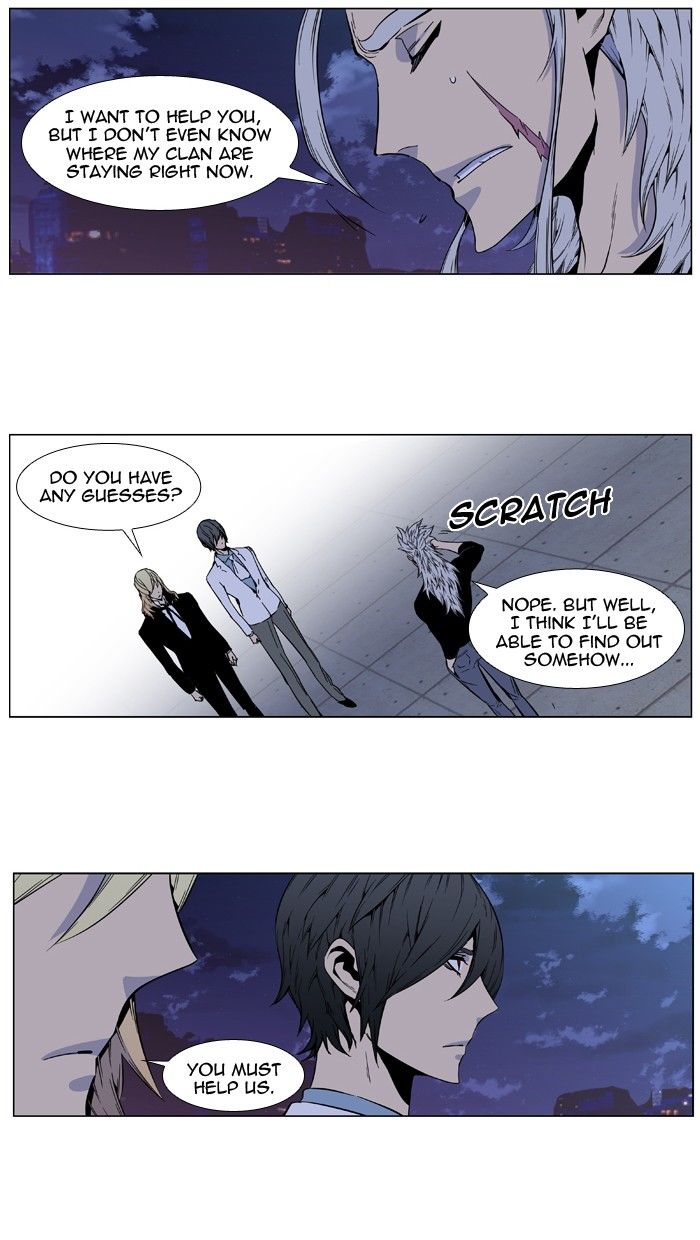 I WANT TO HELP YOU,
BUT I DON'T EVEN KNOW
WHERE MY CLAN ARE
STAYING RIGHT NOW.
DO YOU HAVE
ANY GUESSES?
SCRATCH
NOPE. BUT WELL,
I THINK I'LL BE
ABLE TO FIND OUT
SOMEHOW...
YOU MUST
HELP US.